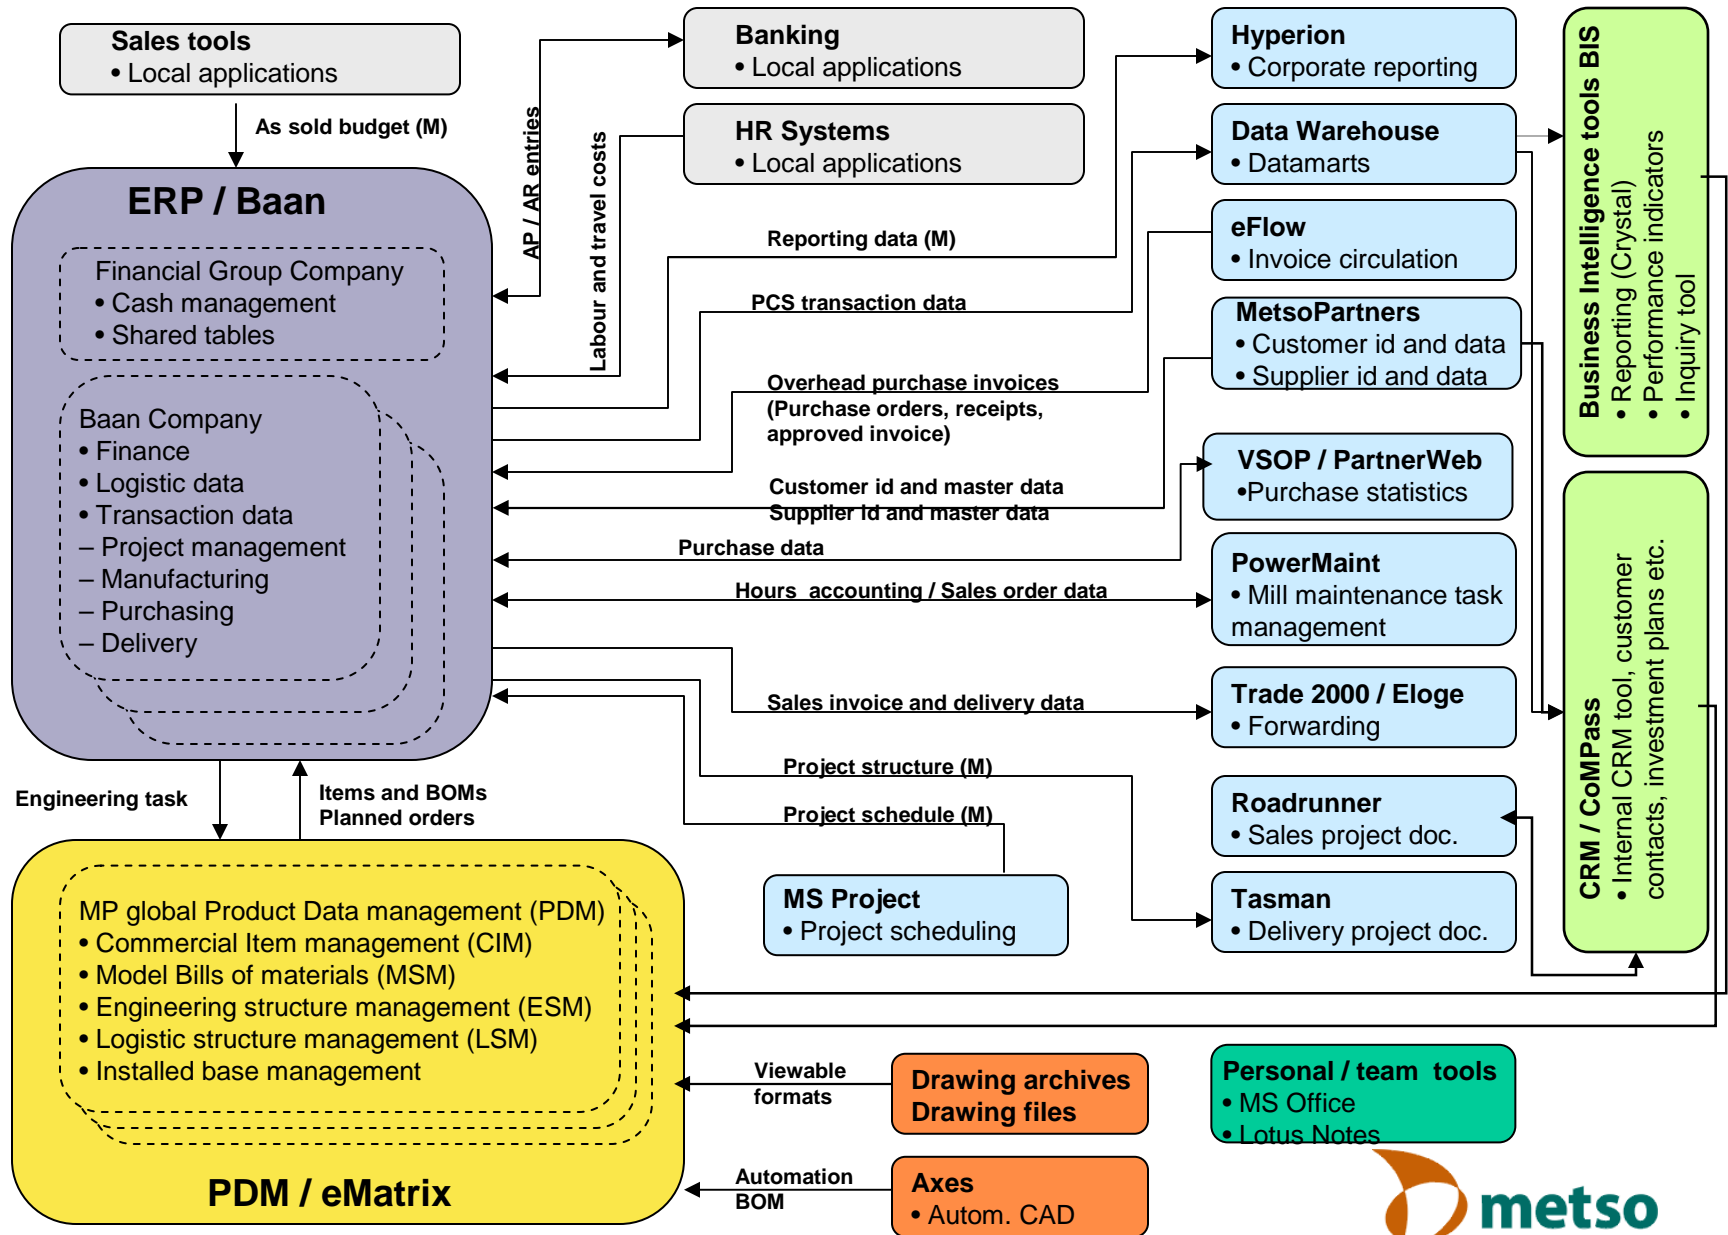 Sales tools
• Local applications
As sold budget (M)
ERP / Baan
Financial Group Company
• Cash management
• Shared tables
Baan Company
• Finance
• Logistic data
• Transaction data
– Project management
– Manufacturing
– Purchasing
– Delivery
Engineering task
Items and BOMs
Planned orders
MP global Product Data management (PDM)
• Commercial Item management (CIM)
• Model Bills of materials (MSM)
• Engineering structure management (ESM)
• Logistic structure management (LSM)
• Installed base management
PDM / eMatrix
AP / AR entries
Labour and travel costs
Banking
• Local applications
HR Systems
• Local applications
Reporting data (M)
PCS transaction data
Overhead purchase invoices
(Purchase orders, receipts,
approved invoice)
Customer id and master data
Supplier id and master data
Purchase data
Hours accounting / Sales order data
Sales invoice and delivery data
Project structure (M)
Project schedule (M)
MS Project
• Project scheduling
Viewable
formats
Drawing archives
Drawing files
Automation
BOM
Axes
• Autom. CAD
Hyperion
• Corporate reporting
Data Warehouse
• Datamarts
eFlow
• Invoice circulation
MetsoPartners
• Customer id and data
• Supplier id and data
VSOP / PartnerWeb
•Purchase statistics
PowerMaint
• Mill maintenance task
management
Trade 2000 / Eloge
• Forwarding
Roadrunner
• Sales project doc.
Tasman
• Delivery project doc.
Personal / team tools
• MS Office
• Lotus Notes
Business Intelligence tools BIS
• Reporting (Crystal)
• Performance indicators
• Inquiry tool
CRM / CoMPass
• Internal CRM tool, customer
contacts, investment plans etc.
metso